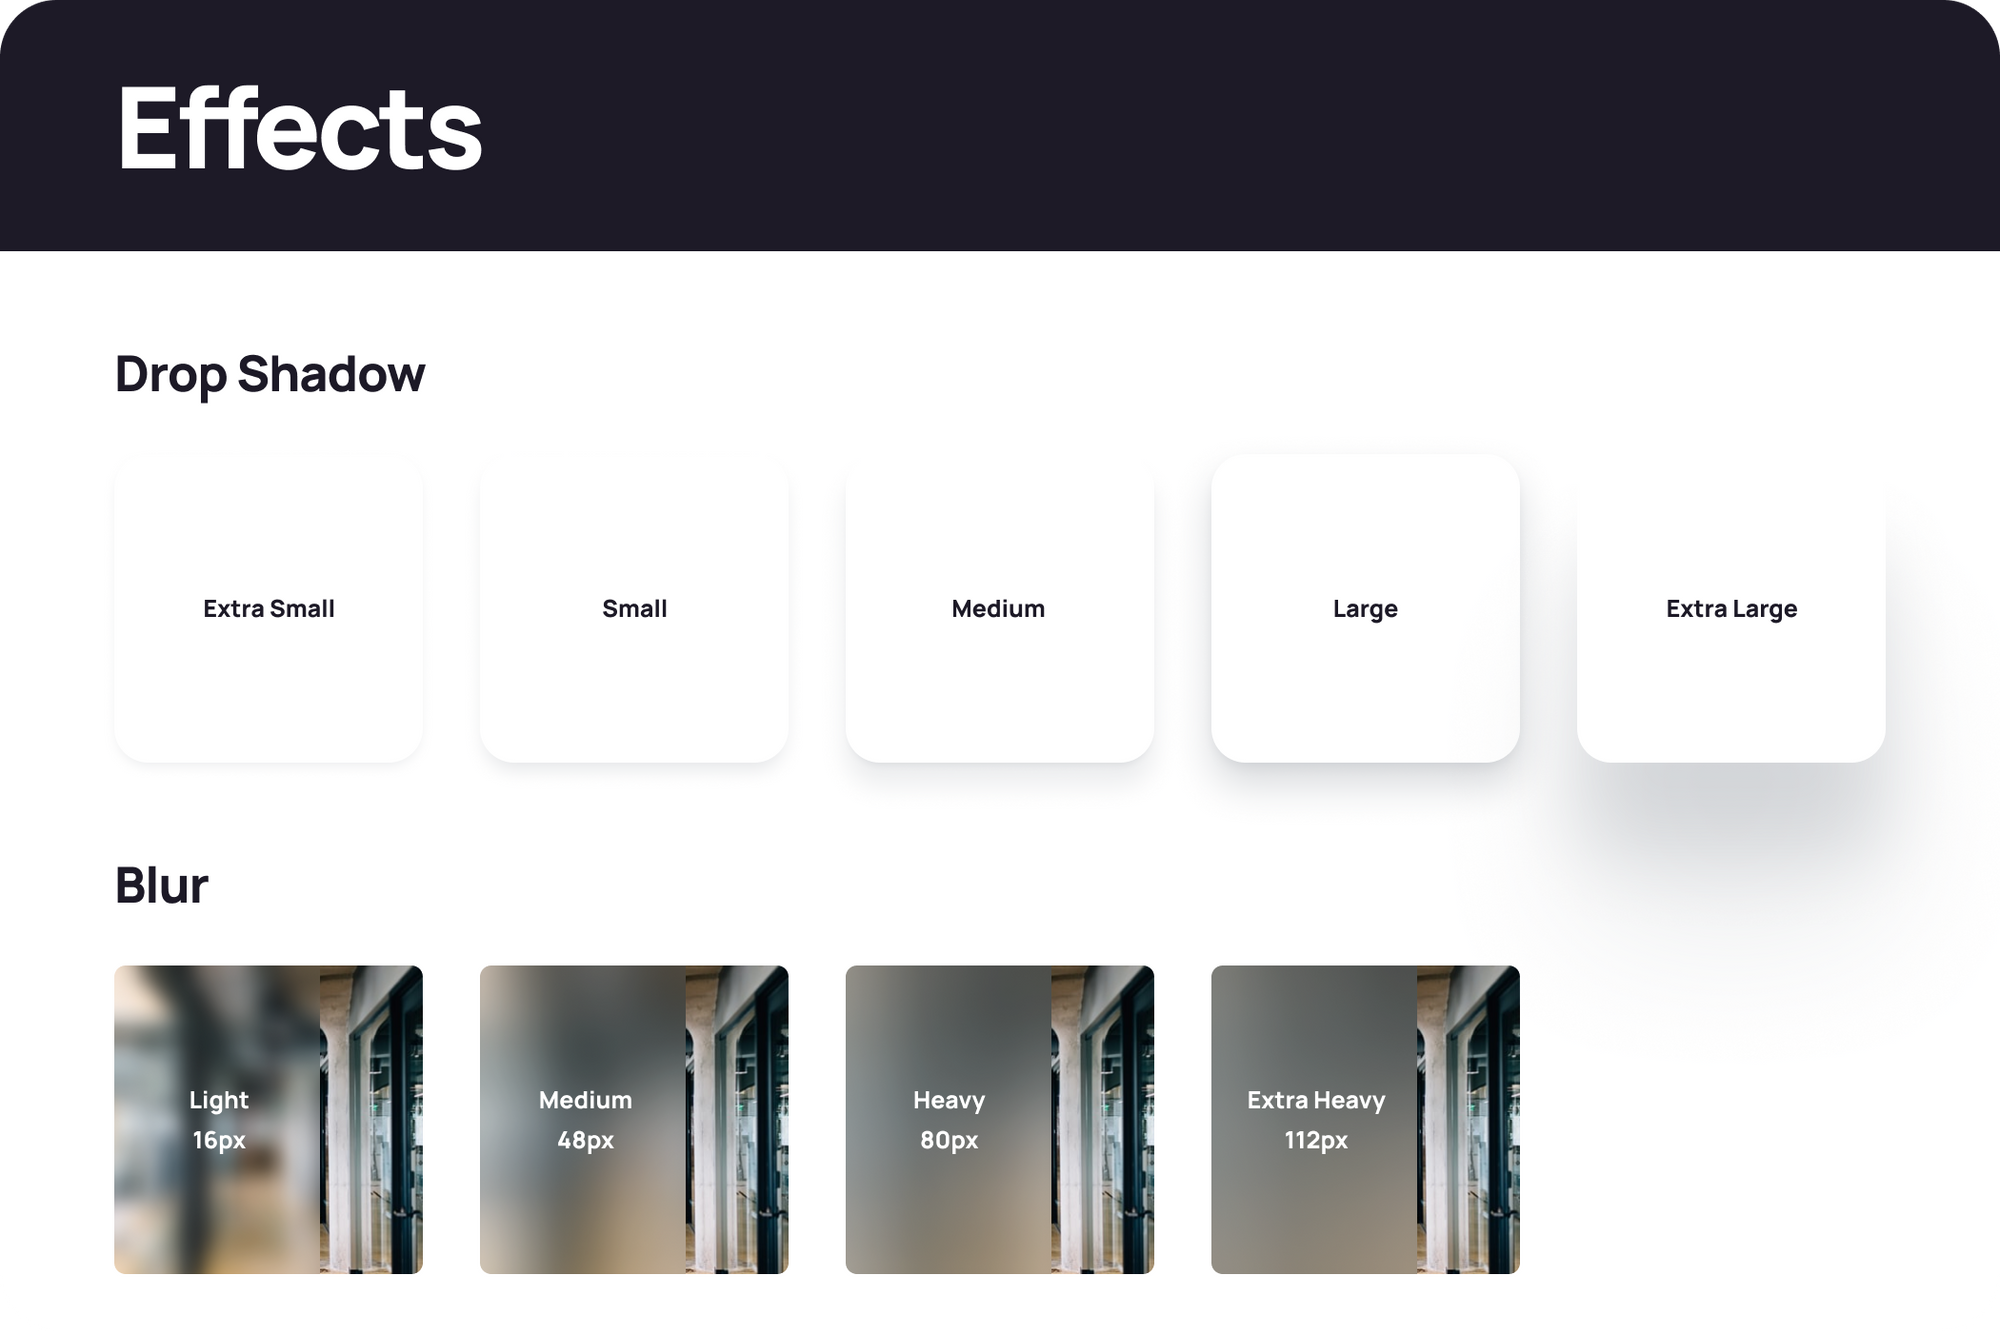 Effects
Drop Shadow
Extra Small
Small
Medium
Large
Extra Large
Blur
Light
16px
Medium
48px
Heavy
80px
Extra Heavy
112px